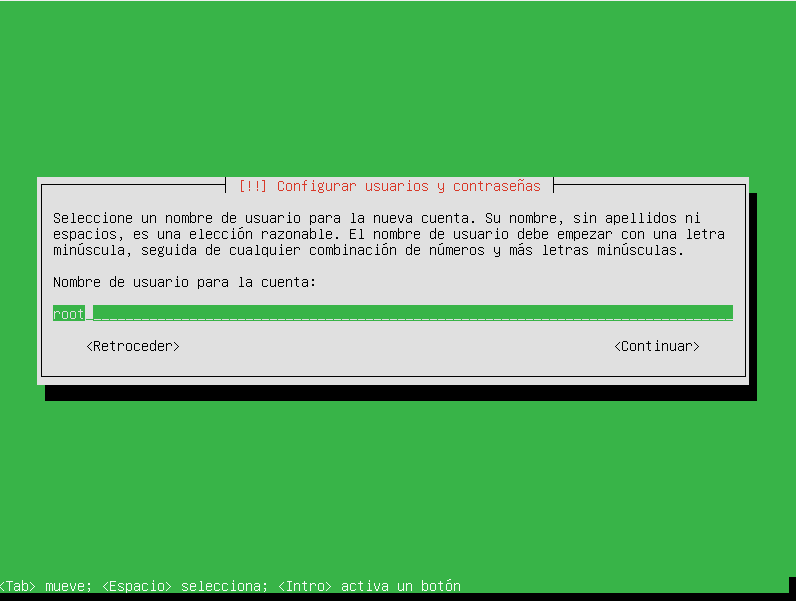 [!!] Configurar usuarios y contraseñas
Seleccione un nombre de usuario para la nueva cuenta. Su nombre, sin apellidos ni
espacios, es una elección razonable. El nombre de usuario debe empezar con una letra
minúscula, seguida de cualquier combinación de números y más letras minúsculas.
Nombre de usuario para la cuenta:
root
<Retroceder> <Continuar>
<Tab> mueve; <Espacio> selecciona; <Intro> activa un botón